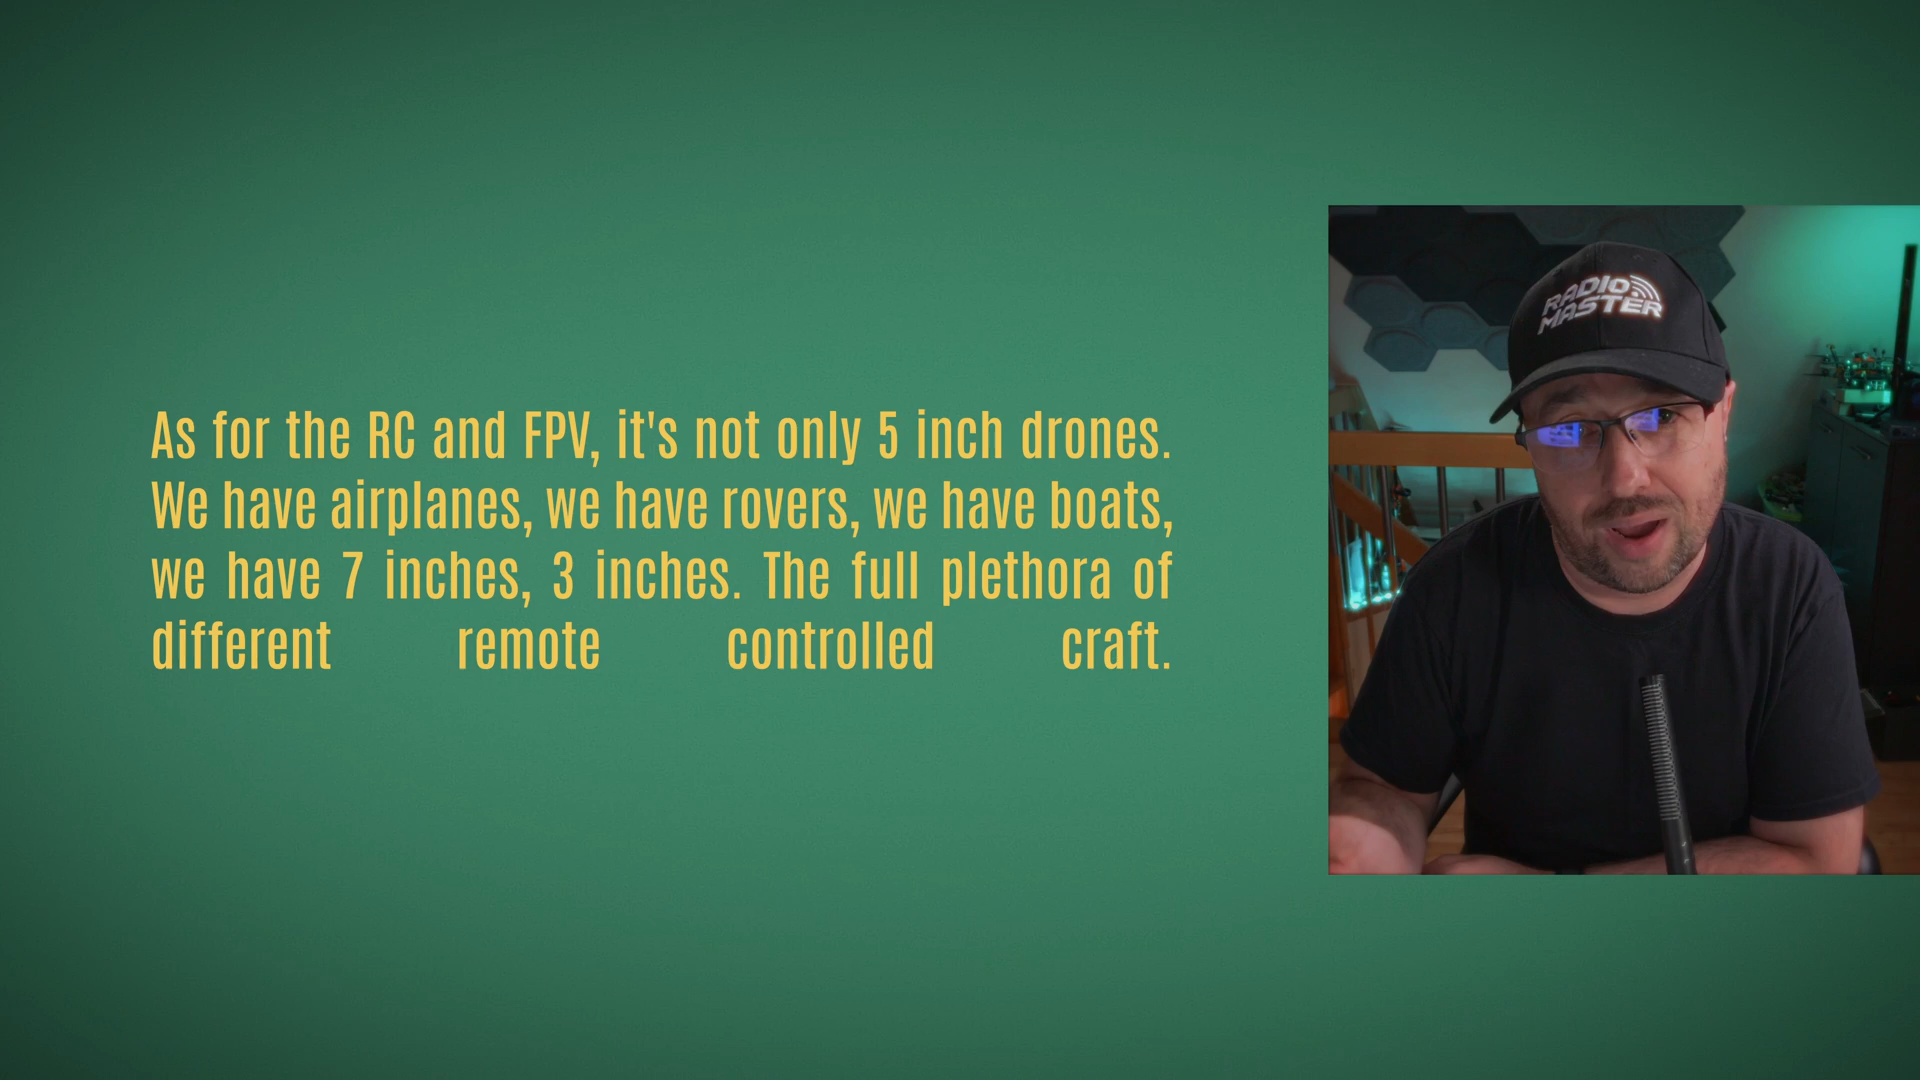 As for the RC and FPV, it's not only 5 inch drones.
We have airplanes, we have rovers, we have boats,
we have 7 inches, 3 inches. The full plethora of
different remote controlled craft.
RADIO
MASTER